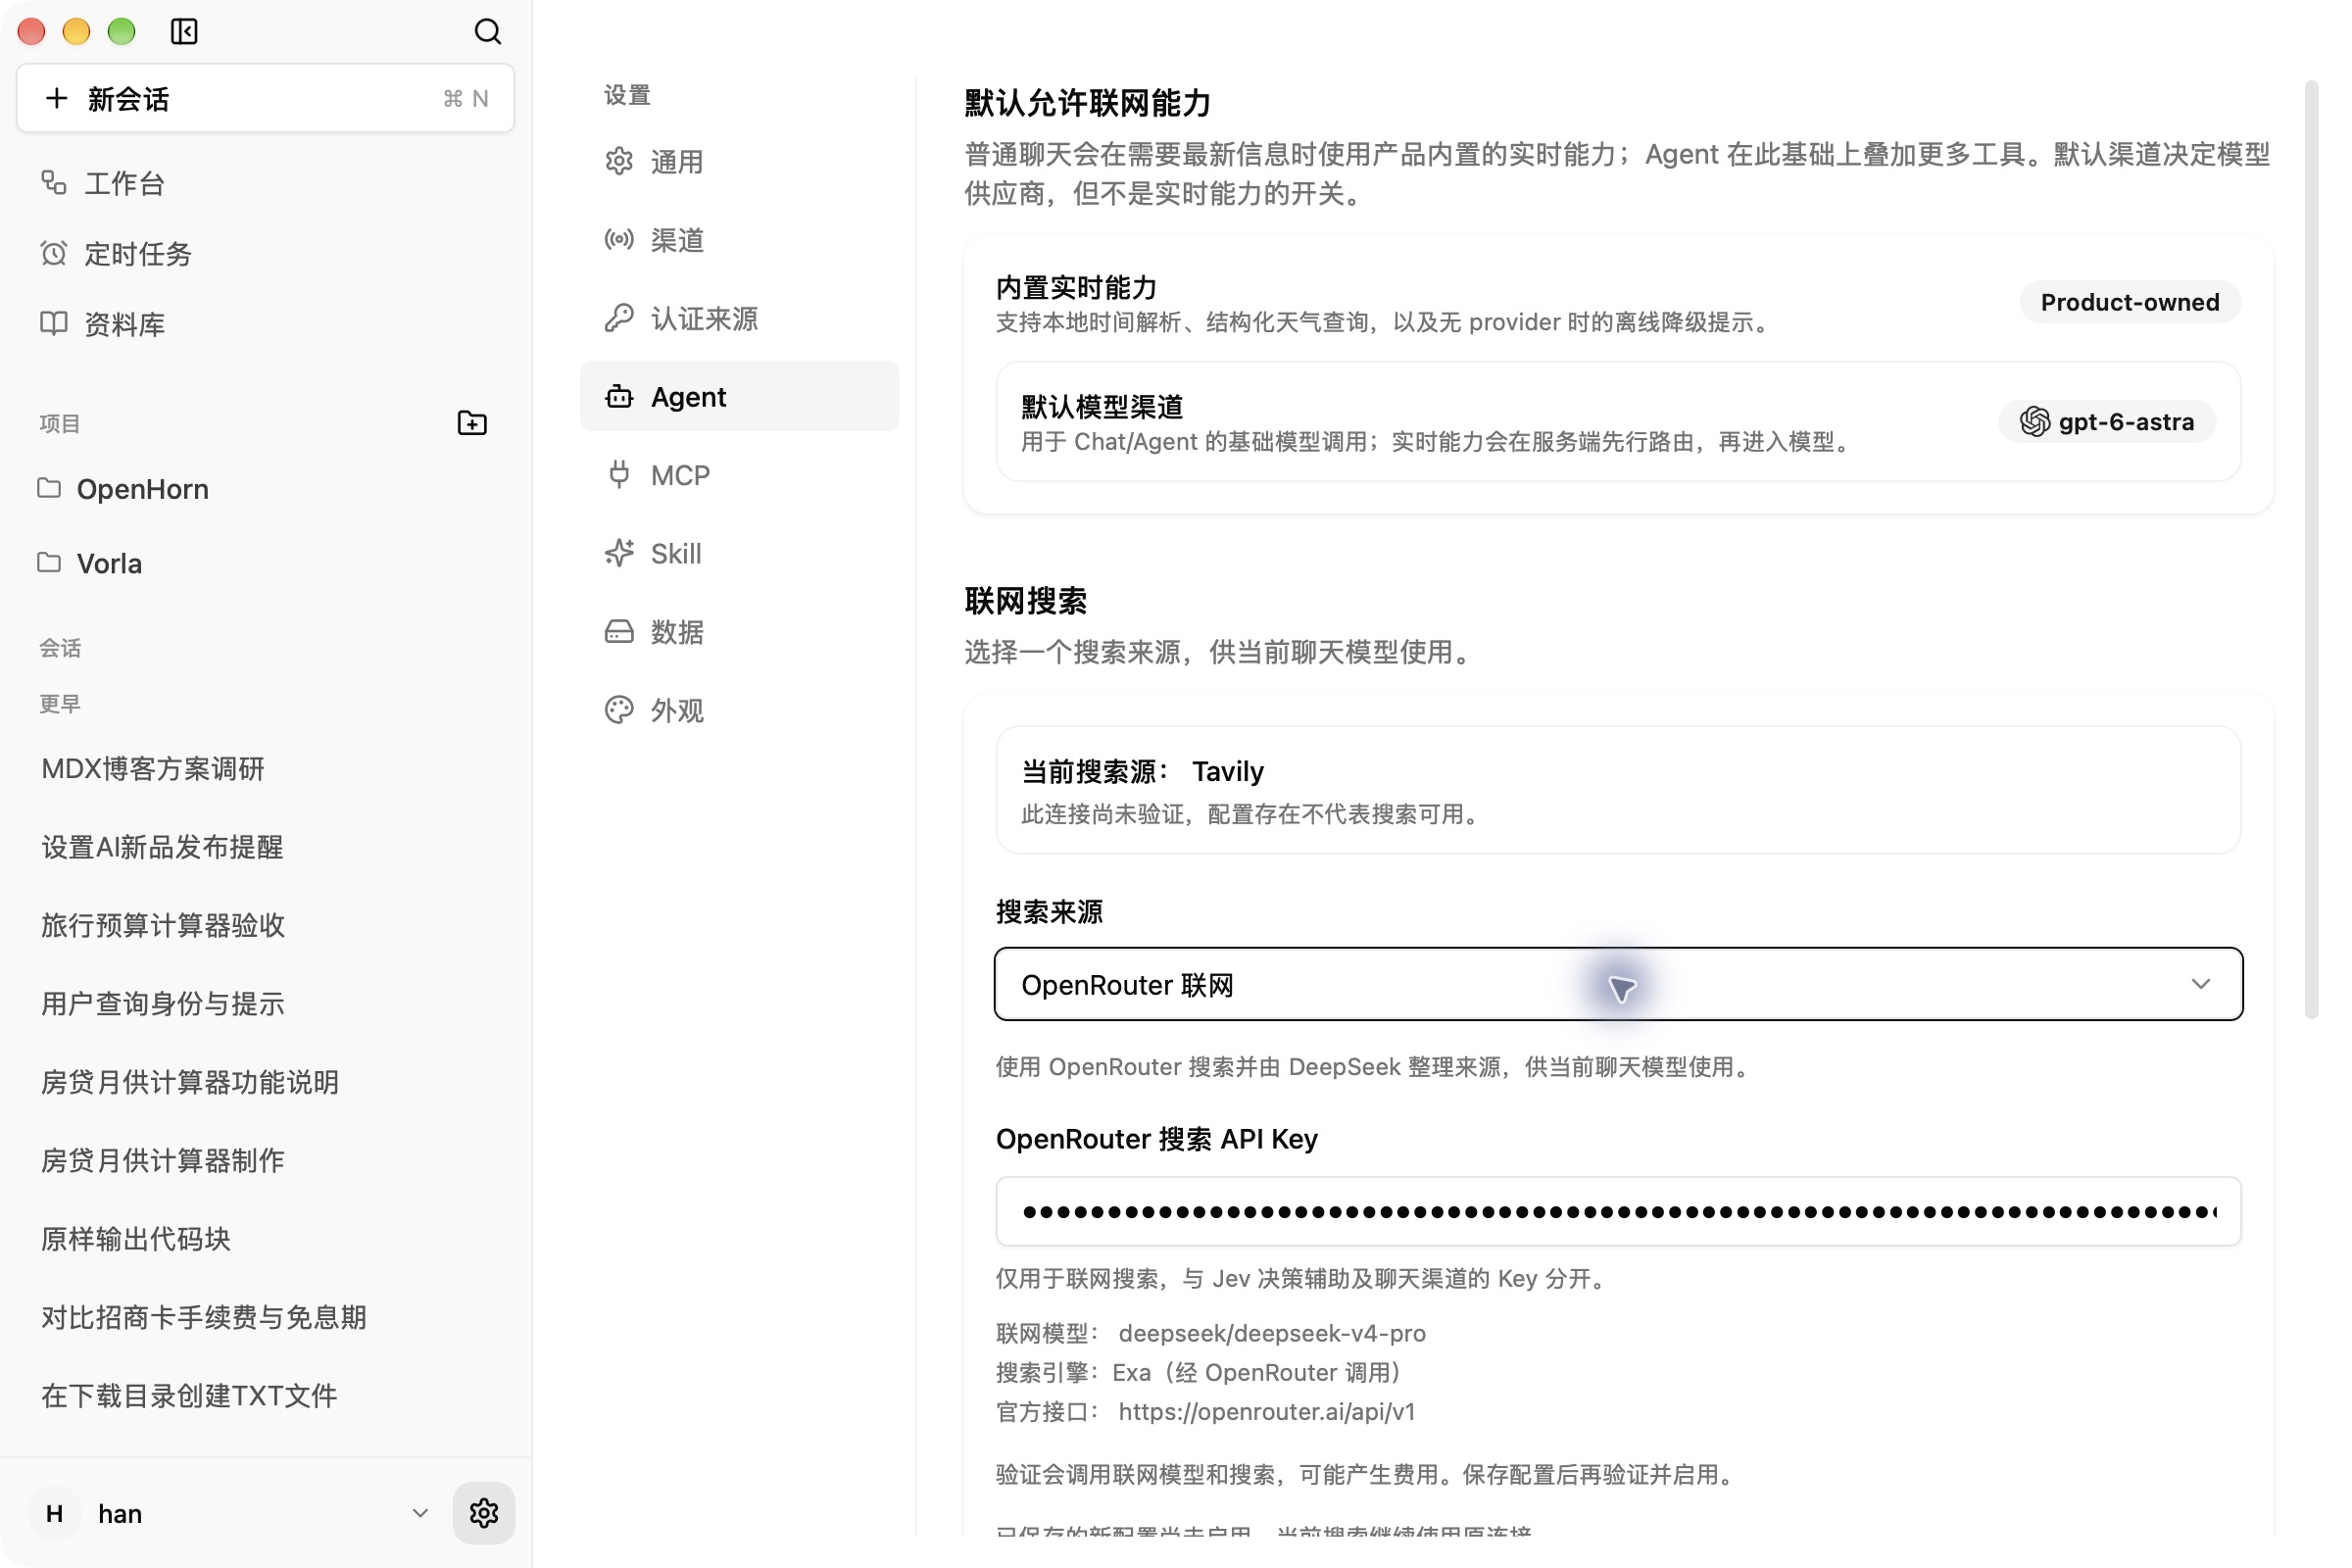 新会话
⌘ N
工作台
定时任务
资料库
项目
OpenHorn
Vorla
会话
更早
MDX博客方案调研
设置AI新品发布提醒
旅行预算计算器验收
用户查询身份与提示
房贷月供计算器功能说明
房贷月供计算器制作
原样输出代码块
对比招商卡手续费与免息期
在下载目录创建TXT文件
H
han
设置
通用
渠道
认证来源
Agent
MCP
Skill
数据
外观
默认允许联网能力
普通聊天会在需要最新信息时使用产品内置的实时能力；Agent 在此基础上叠加更多工具。默认渠道决定模型
供应商，但不是实时能力的开关。
内置实时能力
支持本地时间解析、结构化天气查询，以及无 provider 时的离线降级提示。
Product-owned
默认模型渠道
用于 Chat/Agent 的基础模型调用；实时能力会在服务端先行路由，再进入模型。
gpt-6-astra
联网搜索
选择一个搜索来源，供当前聊天模型使用。
当前搜索源： Tavily
此连接尚未验证，配置存在不代表搜索可用。
搜索来源
OpenRouter 联网
使用 OpenRouter 搜索并由 DeepSeek 整理来源，供当前聊天模型使用。
OpenRouter 搜索 API Key
仅用于联网搜索，与 Jev 决策辅助及聊天渠道的 Key 分开。
联网模型： deepseek/deepseek-v4-pro
搜索引擎：Exa（经 OpenRouter 调用）
官方接口： https://openrouter.ai/api/v1
验证会调用联网模型和搜索，可能产生费用。保存配置后再验证并启用。
已保存的新配置尚未启用，当前搜索继续使用原连接